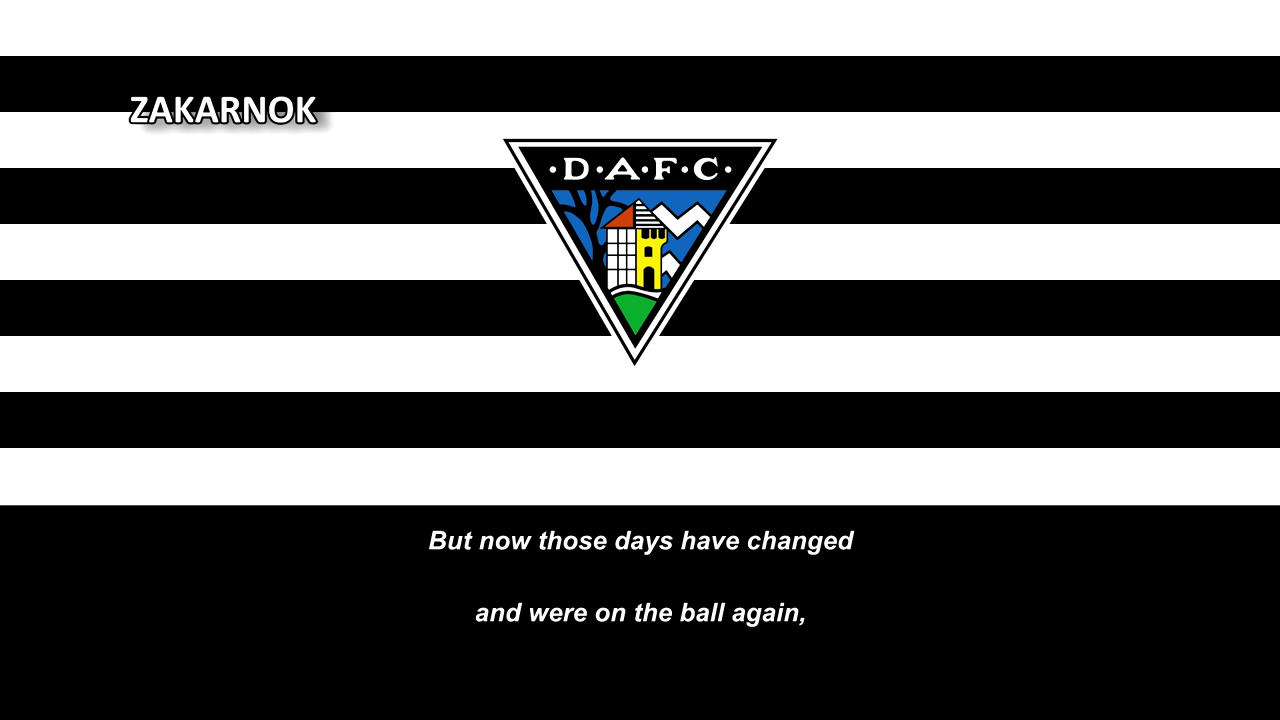 ZAKARNOK
·D·A·F·C·
But now those days have changed
and were on the ball again,